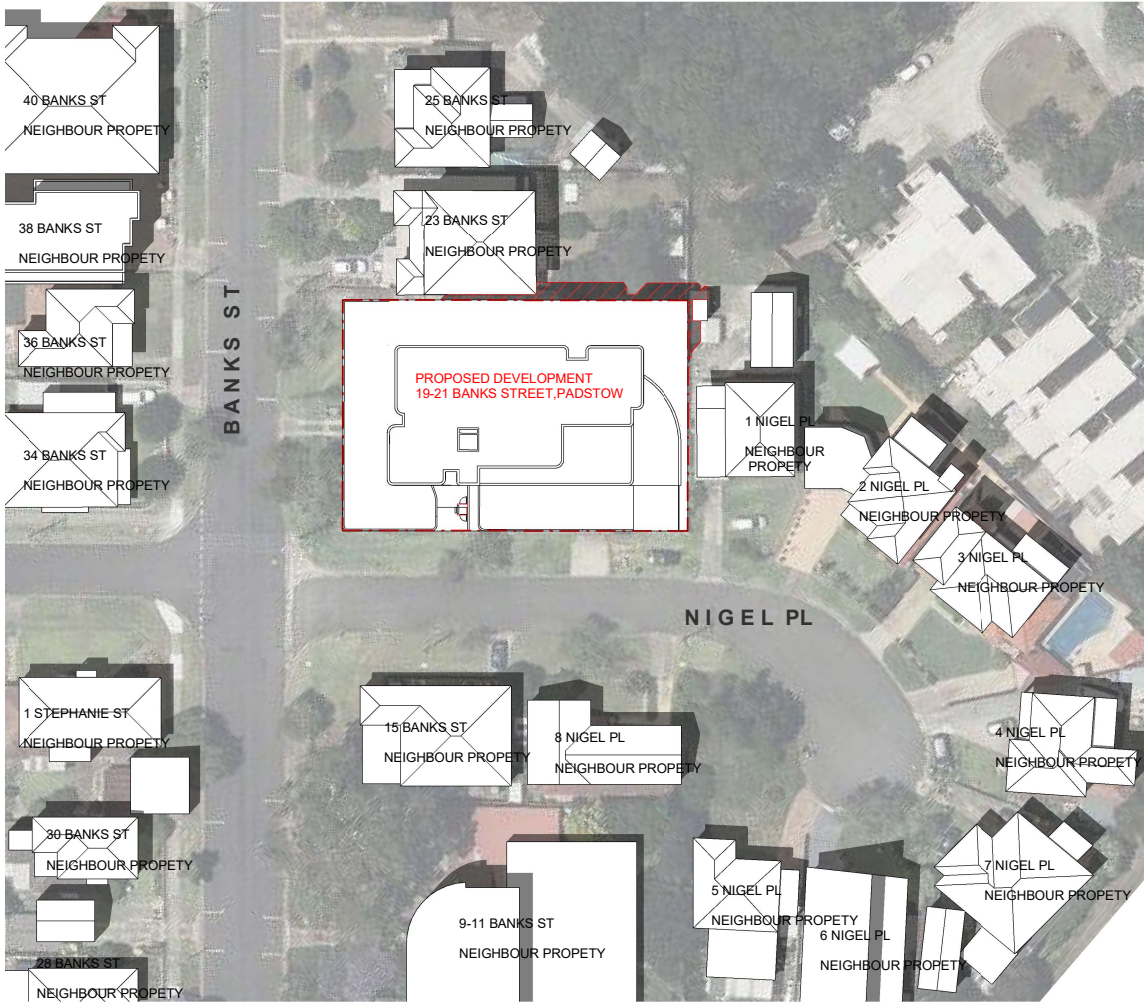 40 BANKS ST
NEIGHBOUR PROPETY
25 BANKS ST
NEIGHBOUR PROPETY
38 BANKS ST
NEIGHBOUR PROPETY
23 BANKS ST
NEIGHBOUR PROPETY
BANKS ST
36 BANKS ST
NEIGHBOUR PROPETY
PROPOSED DEVELOPMENT
19-21 BANKS STREET,PADSTOW
34 BANKS ST
NEIGHBOUR PROPETY
1 NIGEL PL
NEIGHBOUR
PROPETY
2 NIGEL PL
NEIGHBOUR PROPETY
3 NIGEL PL
NEIGHBOUR PROPETY
NIGEL PL
1 STEPHANIE ST
NEIGHBOUR PROPETY
15 BANKS ST
NEIGHBOUR PROPETY
8 NIGEL PL
NEIGHBOUR PROPETY
4 NIGEL PL
NEIGHBOUR PROPETY
30 BANKS ST
NEIGHBOUR PROPETY
7 NIGEL PL
NEIGHBOUR PROPETY
5 NIGEL PL
NEIGHBOUR PROPETY
9-11 BANKS ST
NEIGHBOUR PROPETY
6 NIGEL PL
NEIGHBOUR PROPETY
28 BANKS ST
NEIGHBOUR PROPETY